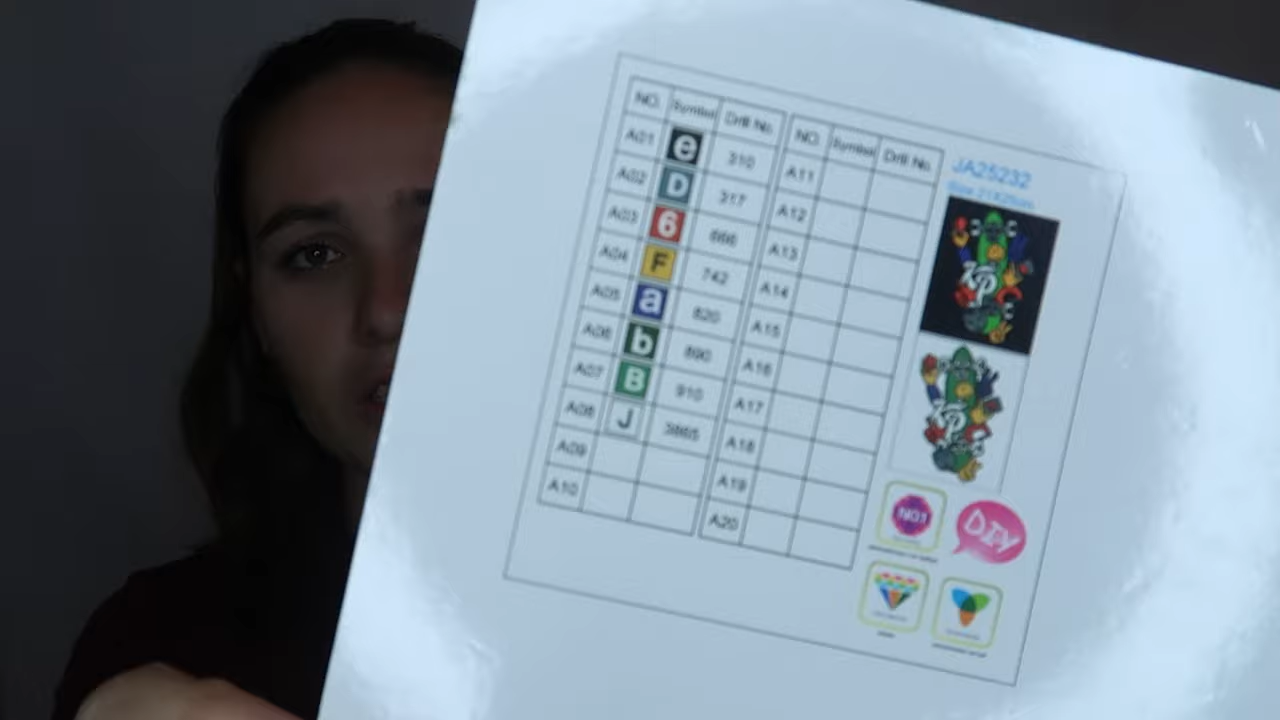 NO. Symbol Drill No. NO. Symbol Drill No.
A01 e 310 A11
A02 D 317 A12
A03 6 666 A13
A04 F 742 A14
A05 a 820 A15
A06 b 890 A16
A07 B 910 A17
A08 J 3865 A18
A09 A19
A10 A20
JA25232
NO.1
DIY